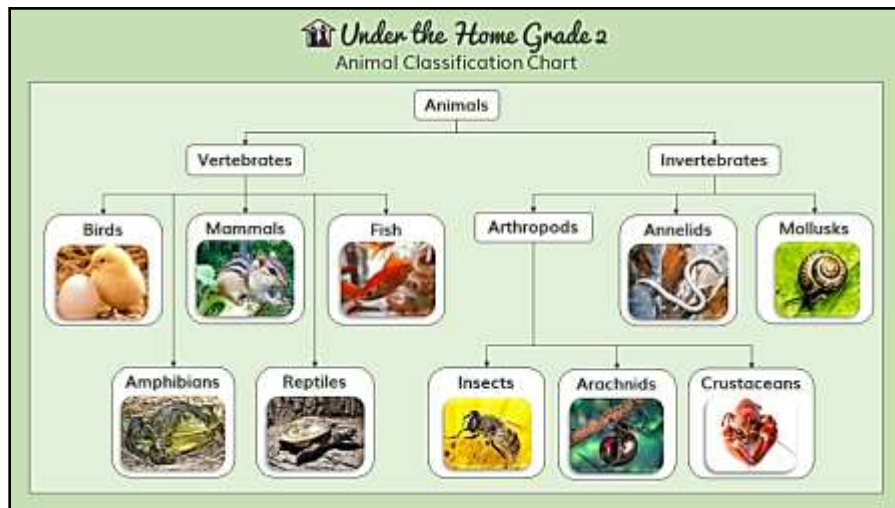 Under the Home Grade 2
Animal Classification Chart
Animals
Vertebrates
Invertebrates
Birds
Mammals
Fish
Arthropods
Annelids
Mollusks
Amphibians
Reptiles
Insects
Arachnids
Crustaceans